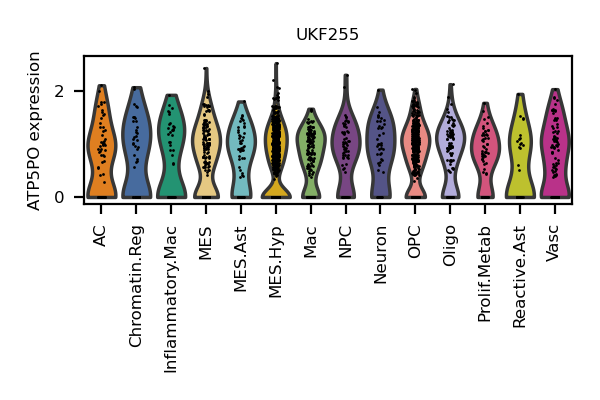 UKF255
ATP5PO expression
2
0
AC
Chromatin.Reg
Inflammatory.Mac
MES
MES.Ast
MES.Hyp
Mac
NPC
Neuron
OPC
Oligo
Prolif.Metab
Reactive.Ast
Vasc